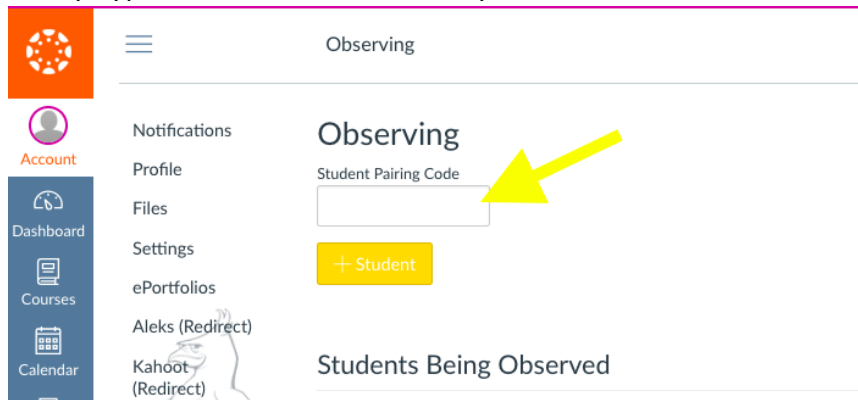 Observing
Account
Dashboard
Courses
Calendar
Notifications
Profile
Files
Settings
ePortfolios
Aleks (Redirect)
Kahoot
(Redirect)
Observing
Student Pairing Code
+ Student
Students Being Observed